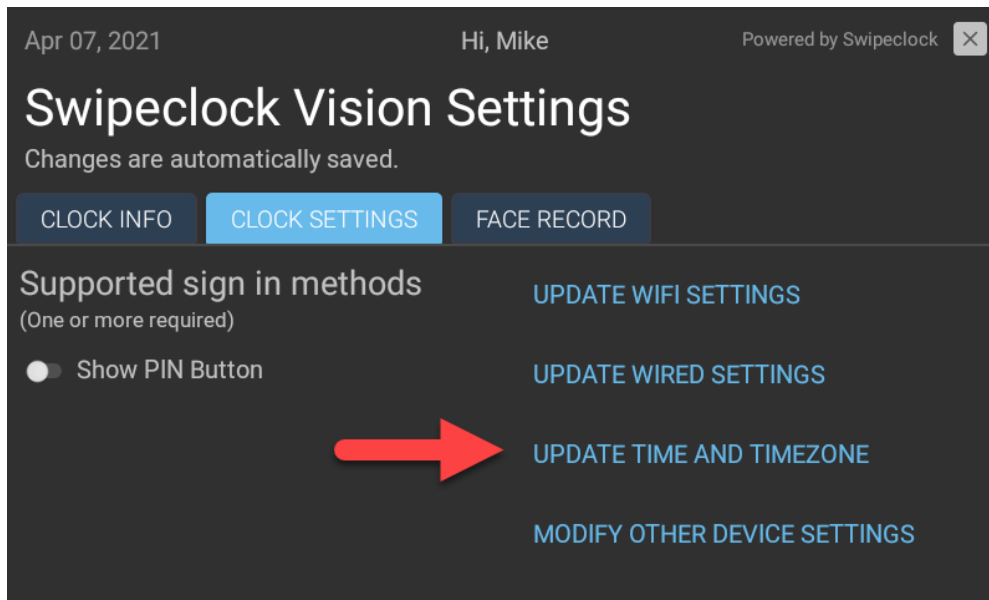 Apr 07, 2021
Hi, Mike
Powered by Swipeclock
Swipeclock Vision Settings
Changes are automatically saved.
CLOCK INFO
CLOCK SETTINGS
FACE RECORD
Supported sign in methods
(One or more required)
Show PIN Button
UPDATE WIFI SETTINGS
UPDATE WIRED SETTINGS
UPDATE TIME AND TIMEZONE
MODIFY OTHER DEVICE SETTINGS